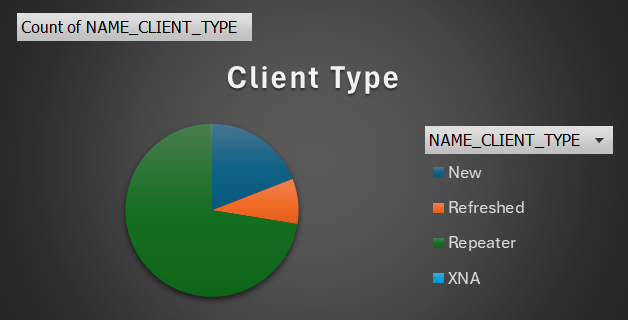 Count of NAME_CLIENT_TYPE
Client Type
NAME_CLIENT_TYPE
New
Refreshed
Repeater
XNA